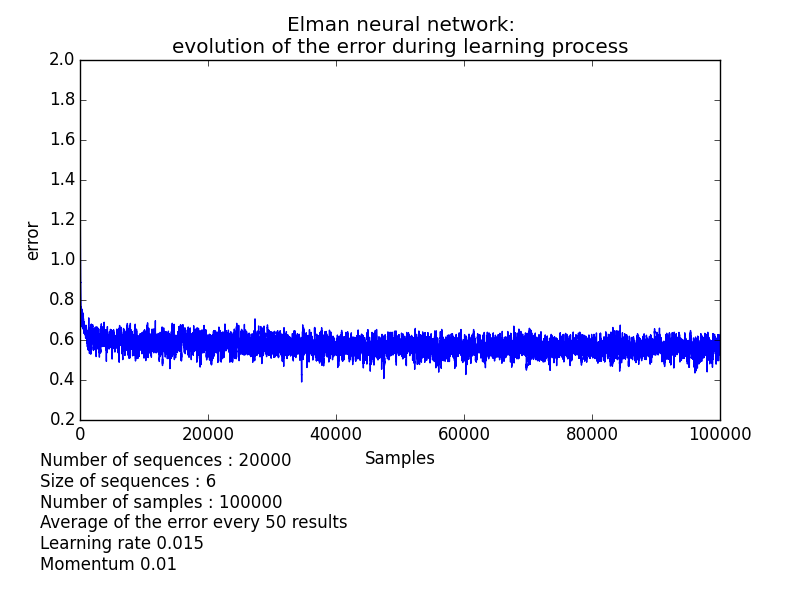 Elman neural network:
evolution of the error during learning process
2.0
1.8
1.6
1.4
1.2
1.0
0.8
0.6
0.4
0.2
error
0 20000 40000 60000 80000 100000
Samples
Number of sequences : 20000
Size of sequences : 6
Number of samples : 100000
Average of the error every 50 results
Learning rate 0.015
Momentum 0.01